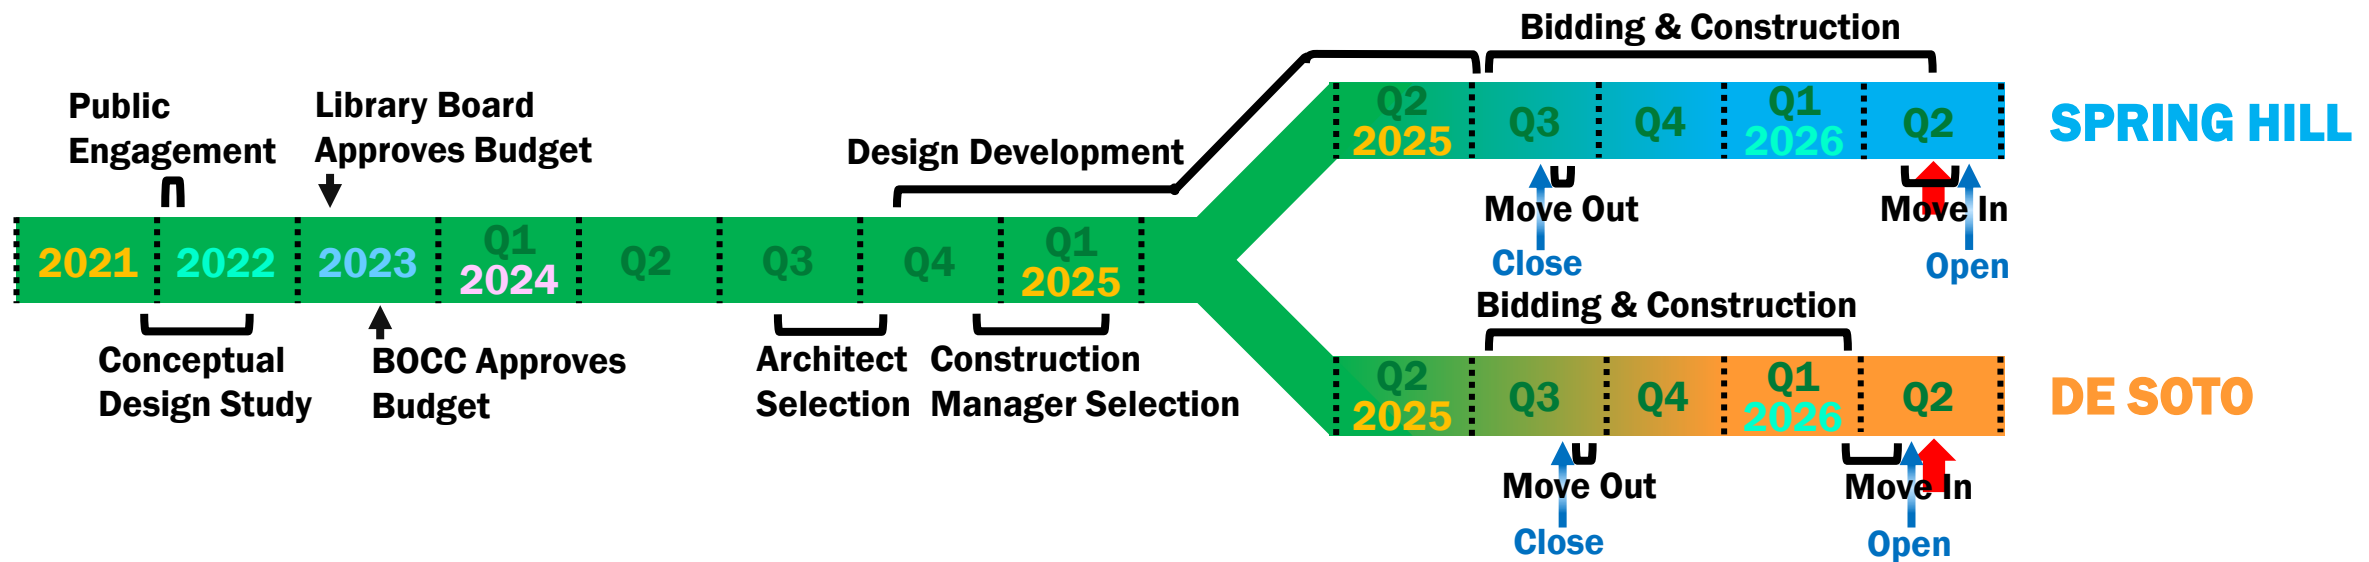 Bidding & Construction
Public
Engagement
Library Board
Approves Budget
Design Development
Q2
2025
Q3
Q4
Q1
2026
Q2
SPRING HILL
Move Out
Move In
Close
Open
2021
2022
2023
Q1
2024
Q2
Q3
Q4
Q1
2025
Conceptual
Design Study
BOCC Approves
Budget
Architect
Selection
Construction
Manager Selection
Bidding & Construction
Q2
2025
Q3
Q4
Q1
2026
Q2
DE SOTO
Move Out
Move In
Close
Open